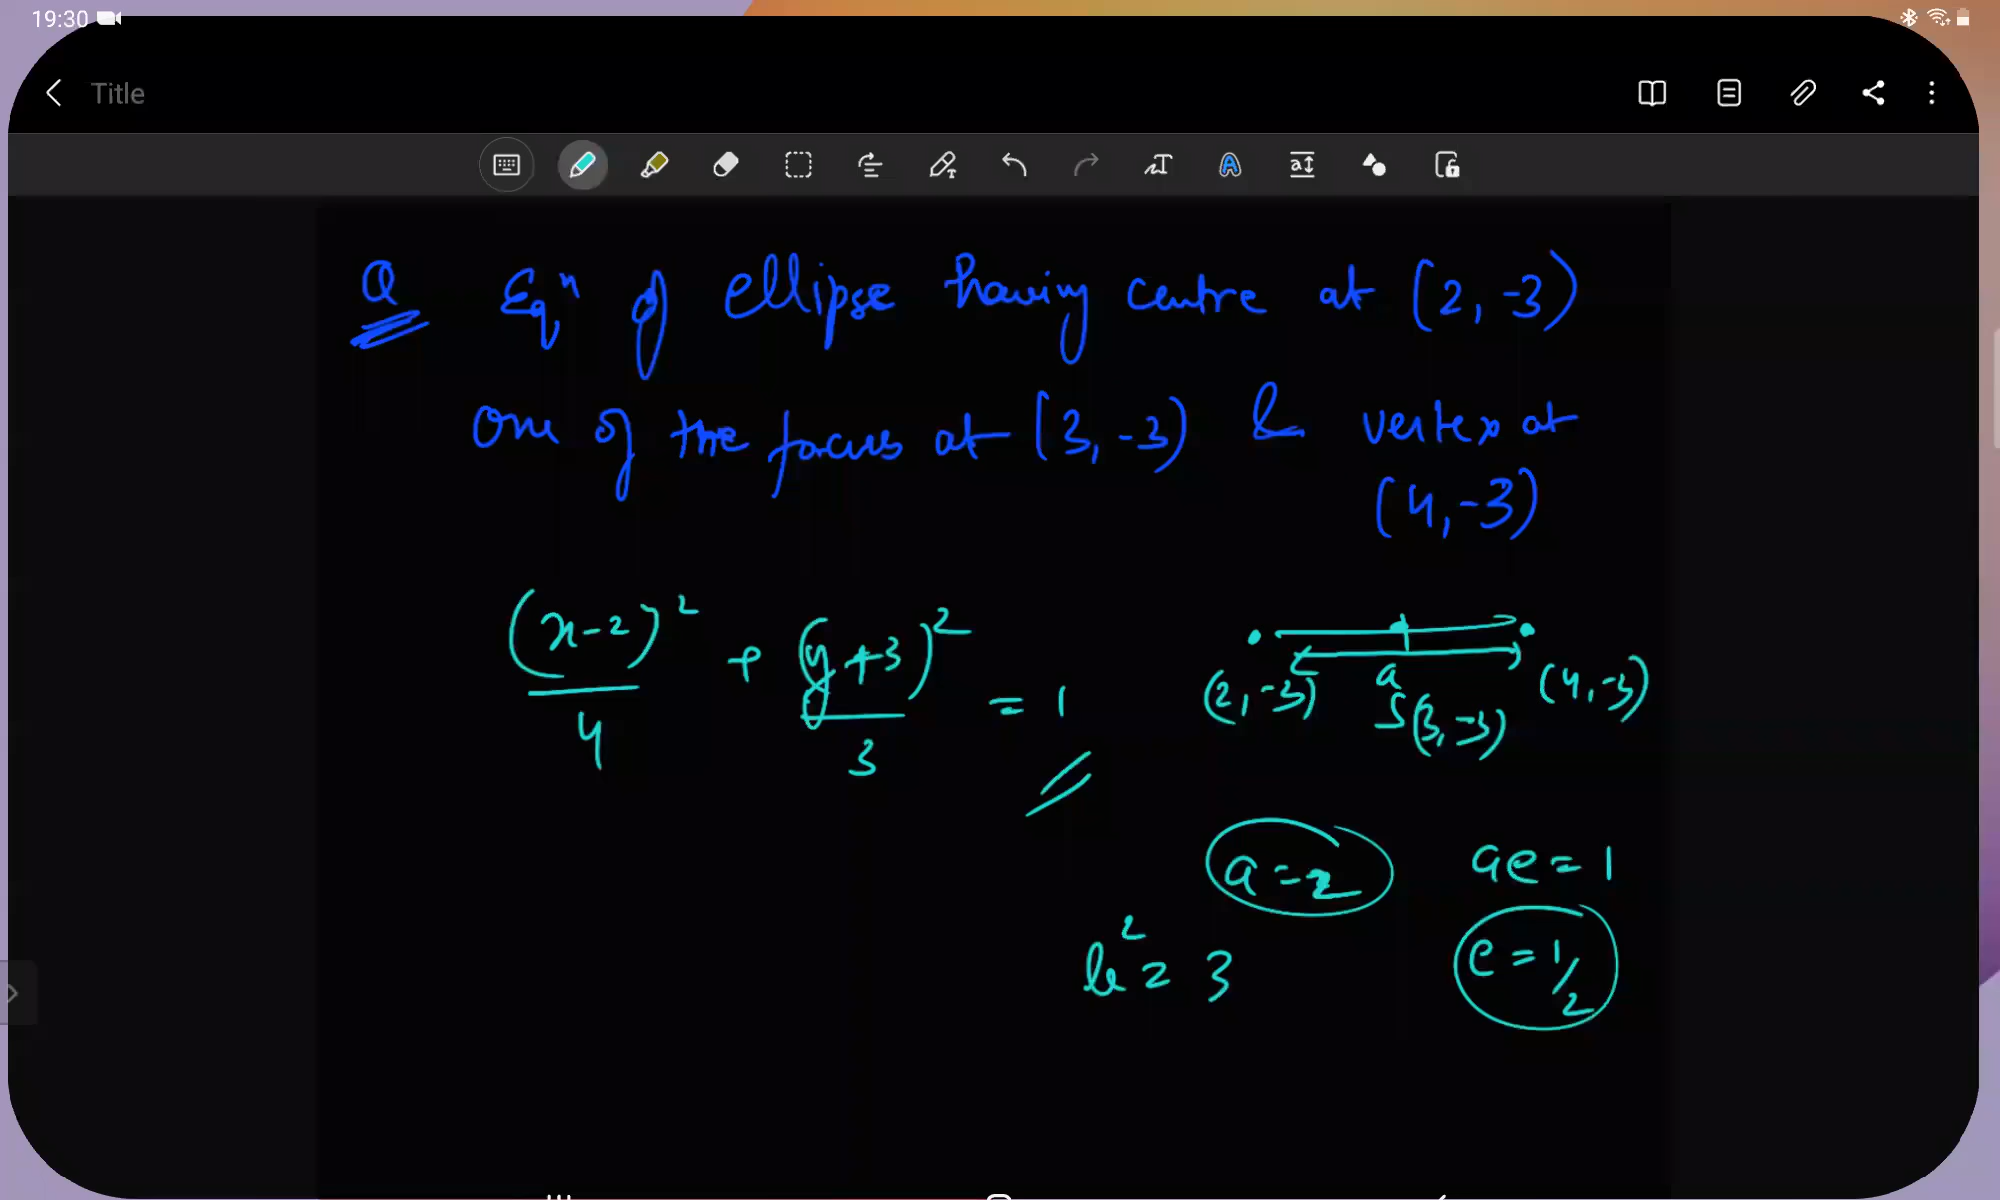 19:30
Title
Q Eqⁿ of ellipse having centre at (2, -3)
one of the focus at (3, -3) & vertex at
(4, -3)
(x-2)²/4 + (y+3)²/3 = 1
a
(2, -3) S(3, -3) (4, -3)
a = 2 ae = 1
b² = 3 e = 1/2